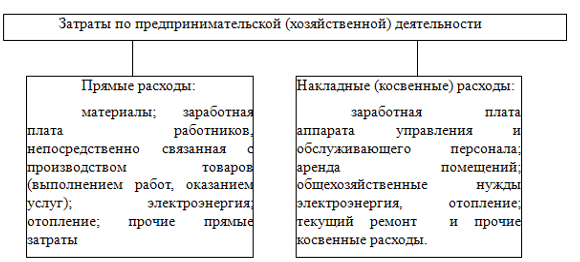 Затраты по предпринимательской (хозяйственной) деятельности
Прямые расходы:
материалы; заработная
плата работников,
непосредственно связанная с
производством товаров
(выполнением работ, оказанием
услуг); электроэнергия;
отопление; прочие прямые
затраты
Накладные (косвенные) расходы:
заработная плата
аппарата управления и
обслуживающего персонала;
аренда помещений;
общехозяйственные нужды
электроэнергия, отопление;
текущий ремонт и прочие
косвенные расходы.